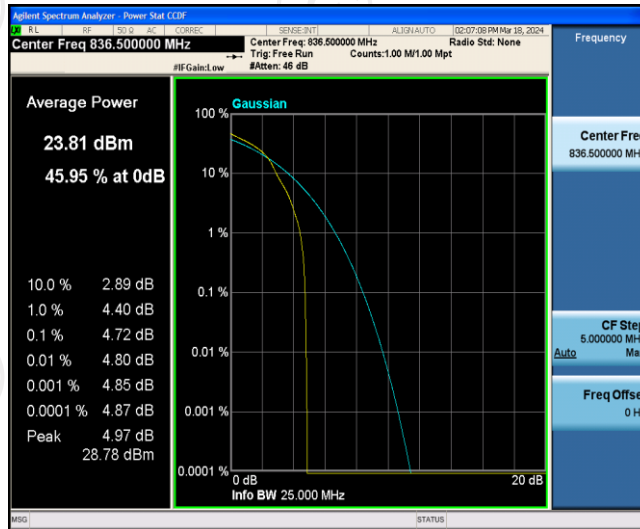 Agilent Spectrum Analyzer - Power Stat CCDF
RL RF 50 Ω AC CORREC SENSE:INT ALIGN AUTO 02:07:08 PM Mar 18, 2024
Center Freq 836.500000 MHz
Center Freq: 836.500000 MHz Radio Std: None
Trig: Free Run Counts:1.00 M/1.00 Mpt
#IFGain:Low #Atten: 46 dB
Frequency
Average Power
23.81 dBm
45.95 % at 0dB
10.0 % 2.89 dB
1.0 % 4.40 dB
0.1 % 4.72 dB
0.01 % 4.80 dB
0.001 % 4.85 dB
0.0001 % 4.87 dB
Peak 4.97 dB
28.78 dBm
Gaussian
100 %
10 %
1 %
0.1 %
0.01 %
0.001 %
0.0001 %
0 dB 20 dB
Info BW 25.000 MHz
Center Fre
836.500000 MH
CF Step
5.000000 MH
Auto Ma
Freq Offse
0 H
MSG STATUS